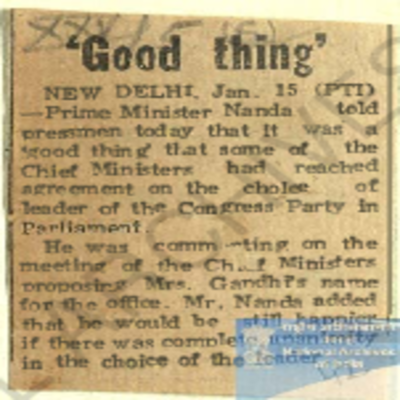 'Good thing'
NEW DELHI, Jan. 15 (PTI)
—Prime Minister Nanda told
pressmen today that it was a
'good thing' that some of the
Chief Ministers had reached
agreement on the choice of
leader of the Congress Party in
Parliament.
He was comm-ting on the
meeting of the Ch..f Ministers
proposing Mrs. Gandhi's name
for the office. Mr. Nanda added
that he would be still happier
if there was complete unanimity
in the choice of the leader.